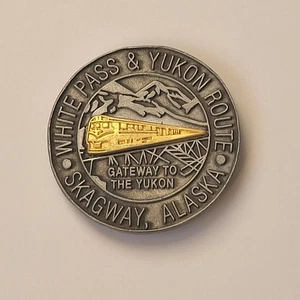 • WHITE PASS & YUKON ROUTE •
GATEWAY TO
THE YUKON
SKAGWAY, ALASKA